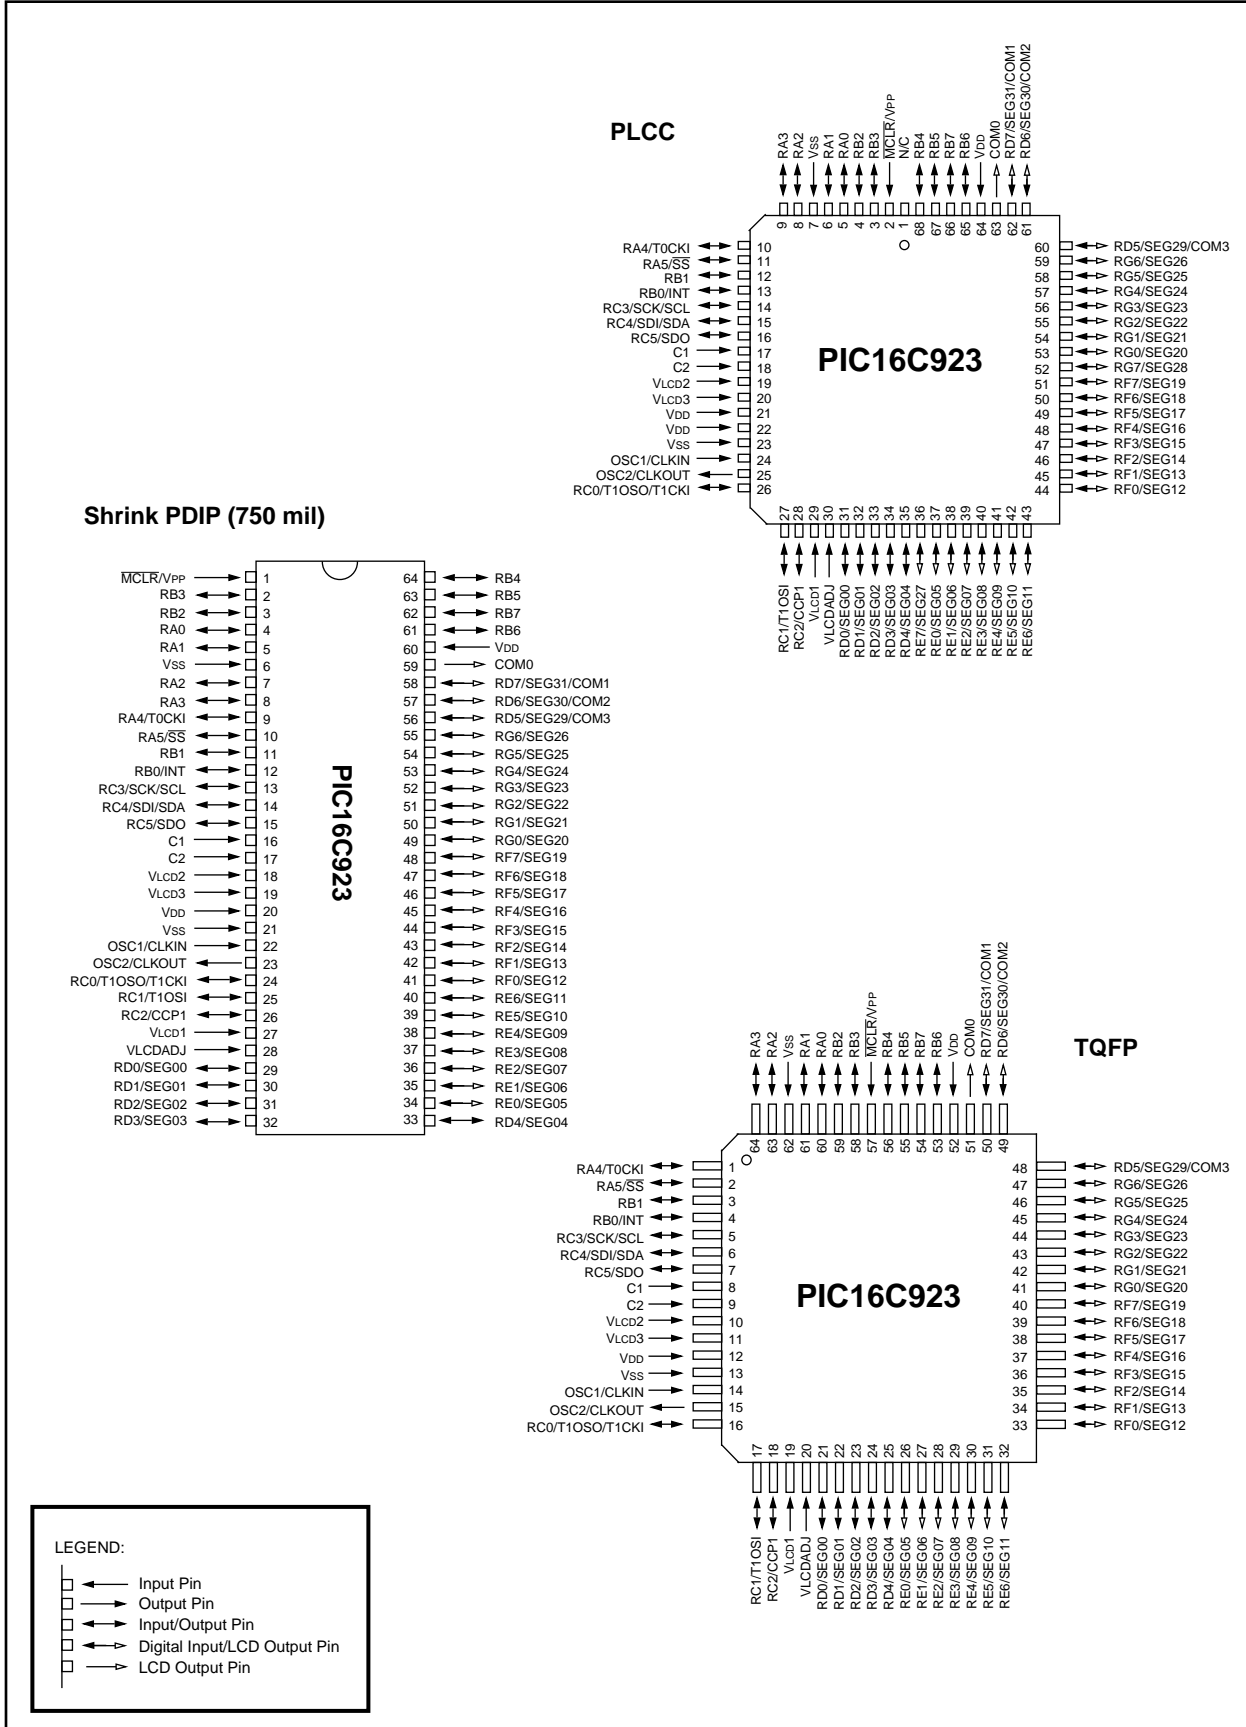 PLCC
RA3
RA2
VSS
RA1
RA0
RB2
RB3
MCLR/VPP
N/C
RB4
RB5
RB7
RB6
VDD
COM0
RD7/SEG31/COM1
RD6/SEG30/COM2
9 8 7 6 5 4 3 2 1 68 67 66 65 64 63 62 61
RA4/T0CKI 10
RA5/SS 11
RB1 12
RB0/INT 13
RC3/SCK/SCL 14
RC4/SDI/SDA 15
RC5/SDO 16
C1 17
C2 18
VLCD2 19
VLCD3 20
VDD 21
VDD 22
VSS 23
OSC1/CLKIN 24
OSC2/CLKOUT 25
RC0/T1OSO/T1CKI 26
PIC16C923
60 RD5/SEG29/COM3
59 RG6/SEG26
58 RG5/SEG25
57 RG4/SEG24
56 RG3/SEG23
55 RG2/SEG22
54 RG1/SEG21
53 RG0/SEG20
52 RG7/SEG28
51 RF7/SEG19
50 RF6/SEG18
49 RF5/SEG17
48 RF4/SEG16
47 RF3/SEG15
46 RF2/SEG14
45 RF1/SEG13
44 RF0/SEG12
27 28 29 30 31 32 33 34 35 36 37 38 39 40 41 42 43
RC1/T1OSI
RC2/CCP1
VLCD1
VLCDADJ
RD0/SEG00
RD1/SEG01
RD2/SEG02
RD3/SEG03
RD4/SEG04
RE7/SEG27
RE0/SEG05
RE1/SEG06
RE2/SEG07
RE3/SEG08
RE4/SEG09
RE5/SEG10
RE6/SEG11
Shrink PDIP (750 mil)
MCLR/VPP 1 64 RB4
RB3 2 63 RB5
RB2 3 62 RB7
RA0 4 61 RB6
RA1 5 60 VDD
VSS 6 59 COM0
RA2 7 58 RD7/SEG31/COM1
RA3 8 57 RD6/SEG30/COM2
RA4/T0CKI 9 56 RD5/SEG29/COM3
RA5/SS 10 55 RG6/SEG26
RB1 11 54 RG5/SEG25
RB0/INT 12 53 RG4/SEG24
RC3/SCK/SCL 13 52 RG3/SEG23
RC4/SDI/SDA 14 51 RG2/SEG22
RC5/SDO 15 50 RG1/SEG21
C1 16 49 RG0/SEG20
C2 17 48 RF7/SEG19
VLCD2 18 47 RF6/SEG18
VLCD3 19 46 RF5/SEG17
VDD 20 45 RF4/SEG16
VSS 21 44 RF3/SEG15
OSC1/CLKIN 22 43 RF2/SEG14
OSC2/CLKOUT 23 42 RF1/SEG13
RC0/T1OSO/T1CKI 24 41 RF0/SEG12
RC1/T1OSI 25 40 RE6/SEG11
RC2/CCP1 26 39 RE5/SEG10
VLCD1 27 38 RE4/SEG09
VLCDADJ 28 37 RE3/SEG08
RD0/SEG00 29 36 RE2/SEG07
RD1/SEG01 30 35 RE1/SEG06
RD2/SEG02 31 34 RE0/SEG05
RD3/SEG03 32 33 RD4/SEG04
PIC16C923
TQFP
RA3
RA2
VSS
RA1
RA0
RB2
RB3
MCLR/VPP
RB4
RB5
RB7
RB6
VDD
COM0
RD7/SEG31/COM1
RD6/SEG30/COM2
64 63 62 61 60 59 58 57 56 55 54 53 52 51 50 49
RA4/T0CKI 1
RA5/SS 2
RB1 3
RB0/INT 4
RC3/SCK/SCL 5
RC4/SDI/SDA 6
RC5/SDO 7
C1 8
C2 9
VLCD2 10
VLCD3 11
VDD 12
VSS 13
OSC1/CLKIN 14
OSC2/CLKOUT 15
RC0/T1OSO/T1CKI 16
PIC16C923
48 RD5/SEG29/COM3
47 RG6/SEG26
46 RG5/SEG25
45 RG4/SEG24
44 RG3/SEG23
43 RG2/SEG22
42 RG1/SEG21
41 RG0/SEG20
40 RF7/SEG19
39 RF6/SEG18
38 RF5/SEG17
37 RF4/SEG16
36 RF3/SEG15
35 RF2/SEG14
34 RF1/SEG13
33 RF0/SEG12
17 18 19 20 21 22 23 24 25 26 27 28 29 30 31 32
RC1/T1OSI
RC2/CCP1
VLCD1
VLCDADJ
RD0/SEG00
RD1/SEG01
RD2/SEG02
RD3/SEG03
RD4/SEG04
RE0/SEG05
RE1/SEG06
RE2/SEG07
RE3/SEG08
RE4/SEG09
RE5/SEG10
RE6/SEG11
LEGEND:
Input Pin
Output Pin
Input/Output Pin
Digital Input/LCD Output Pin
LCD Output Pin